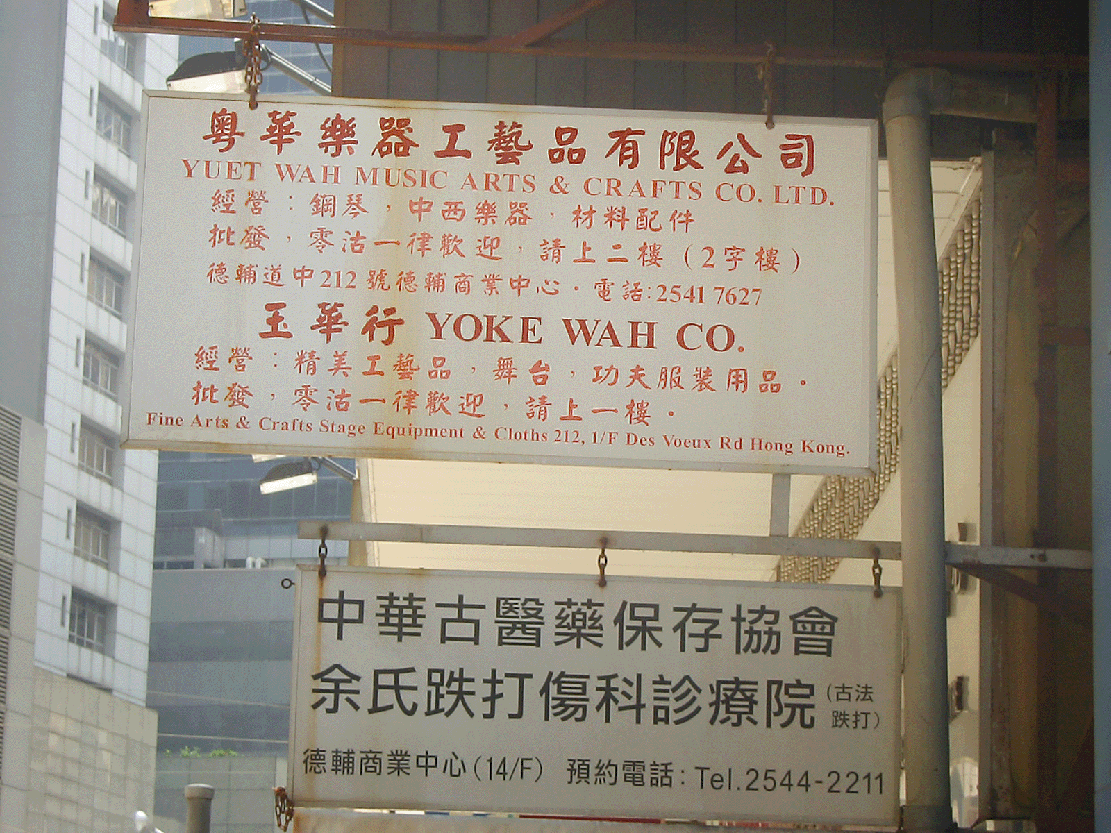 粵華樂器工藝品有限公司
YUET WAH MUSIC ARTS & CRAFTS CO. LTD.
經營：鋼琴，中西樂器，材料配件
批發，零沽一律歡迎，請上二樓（2字樓）
德輔道中212號德輔商業中心。電話:2541 7627
玉華行 YOKE WAH CO.
經營：精美工藝品，舞台，功夫服裝用品。
批發，零沽一律歡迎，請上一樓。
Fine Arts & Crafts Stage Equipment & Cloths 212, 1/F Des Voeux Rd Hong Kong.
中華古醫藥保存協會
余氏跌打傷科診療院（古法跌打）
德輔商業中心(14/F) 預約電話：Tel.2544-2211